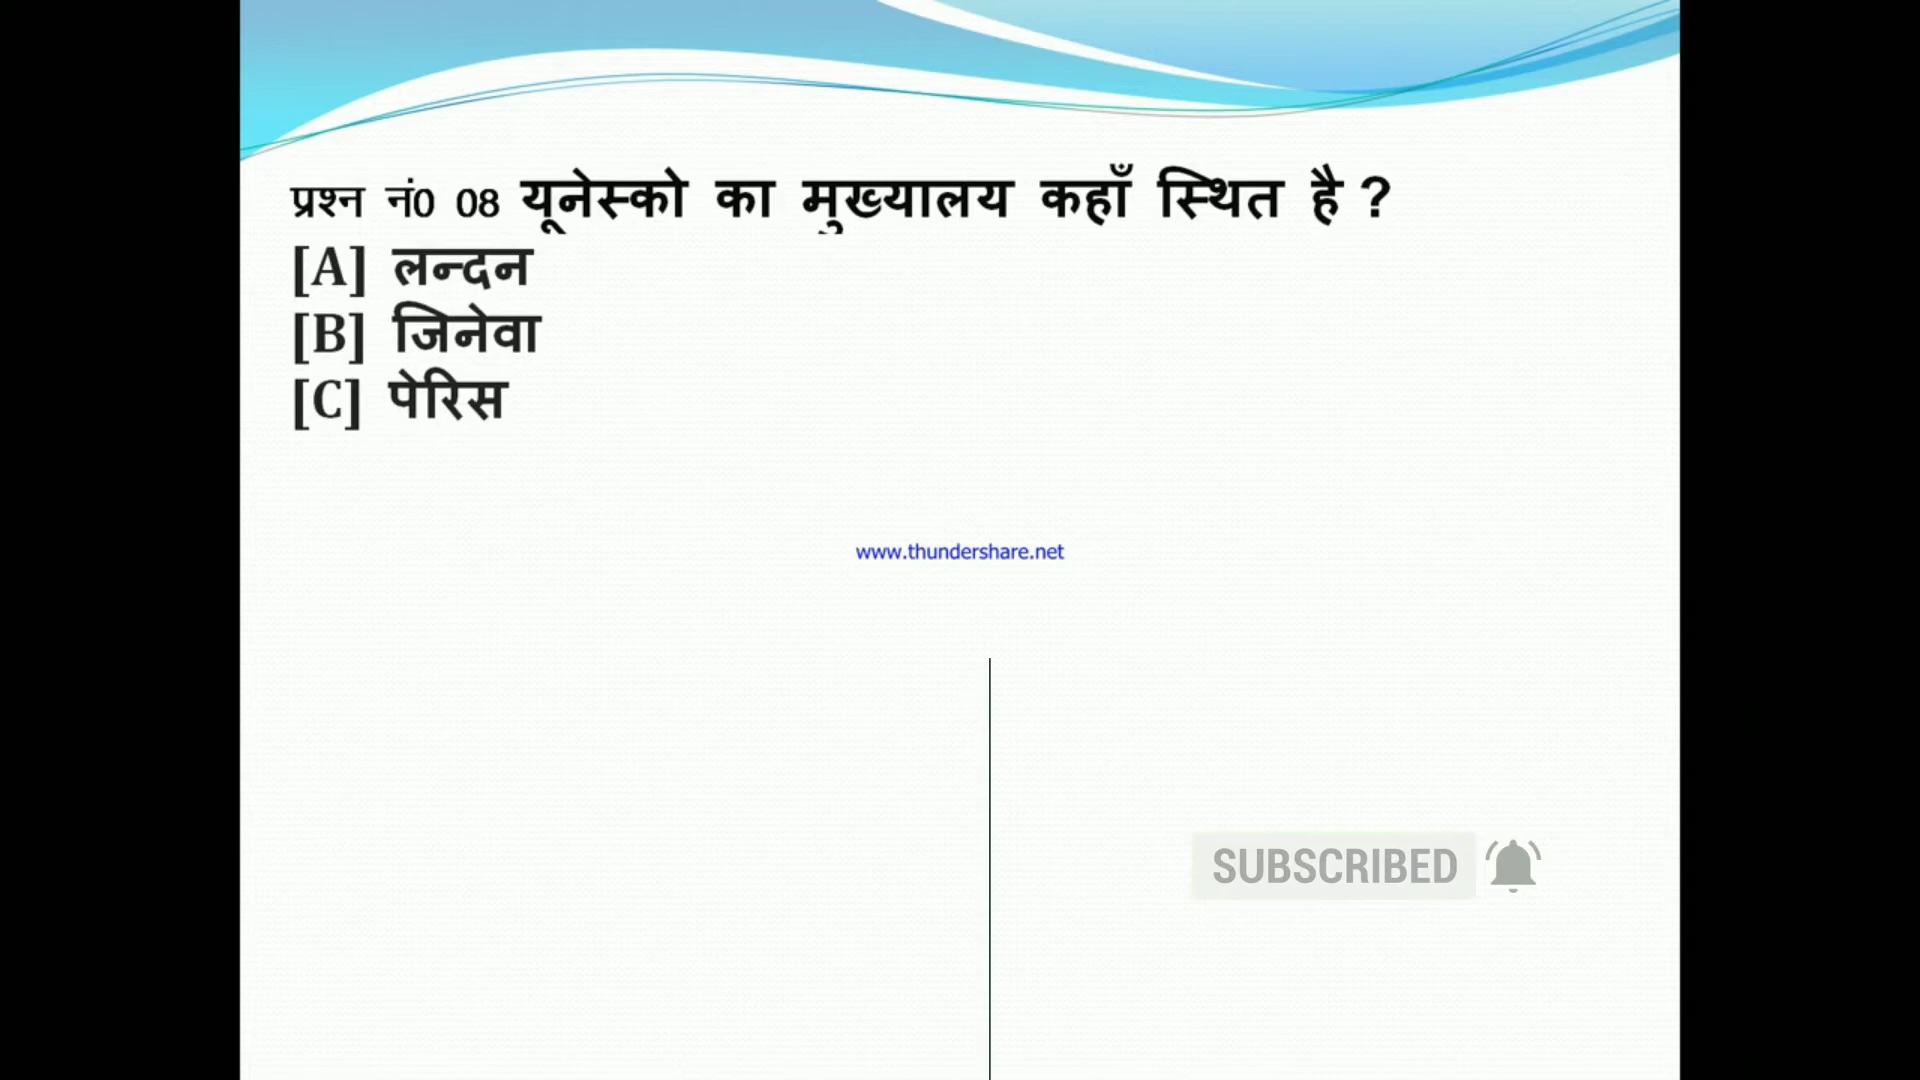 प्रश्न नं0 08 यूनेस्को का मुख्यालय कहाँ स्थित है ?
[A] लन्दन
[B] जिनेवा
[C] पेरिस
www.thundershare.net
SUBSCRIBED